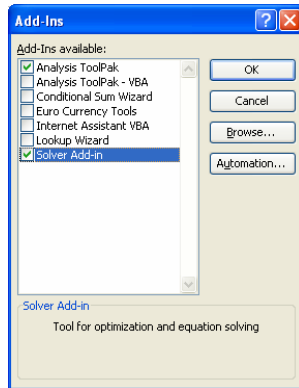 Add-Ins
Add-Ins available:
Analysis ToolPak
Analysis ToolPak - VBA
Conditional Sum Wizard
Euro Currency Tools
Internet Assistant VBA
Lookup Wizard
Solver Add-in
OK
Cancel
Browse...
Automation...
Solver Add-in
Tool for optimization and equation solving